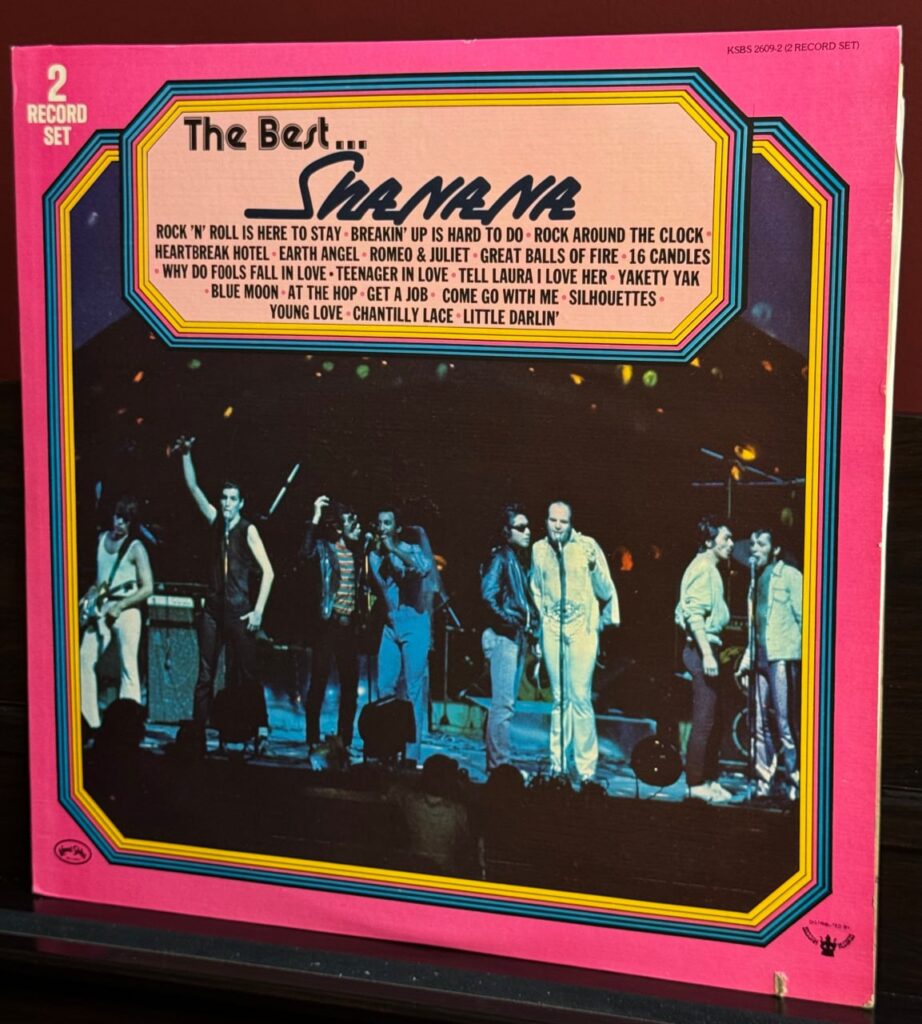 KSBS 2609-2 (2 RECORD SET)
2
RECORD
SET
The Best...
SHANANA
ROCK 'N' ROLL IS HERE TO STAY • BREAKIN' UP IS HARD TO DO • ROCK AROUND THE CLOCK •
HEARTBREAK HOTEL • EARTH ANGEL • ROMEO & JULIET • GREAT BALLS OF FIRE • 16 CANDLES
• WHY DO FOOLS FALL IN LOVE • TEENAGER IN LOVE • TELL LAURA I LOVE HER • YAKETY YAK
• BLUE MOON • AT THE HOP • GET A JOB • COME GO WITH ME • SILHOUETTES •
YOUNG LOVE • CHANTILLY LACE • LITTLE DARLIN'
DISTRIBUTED BY